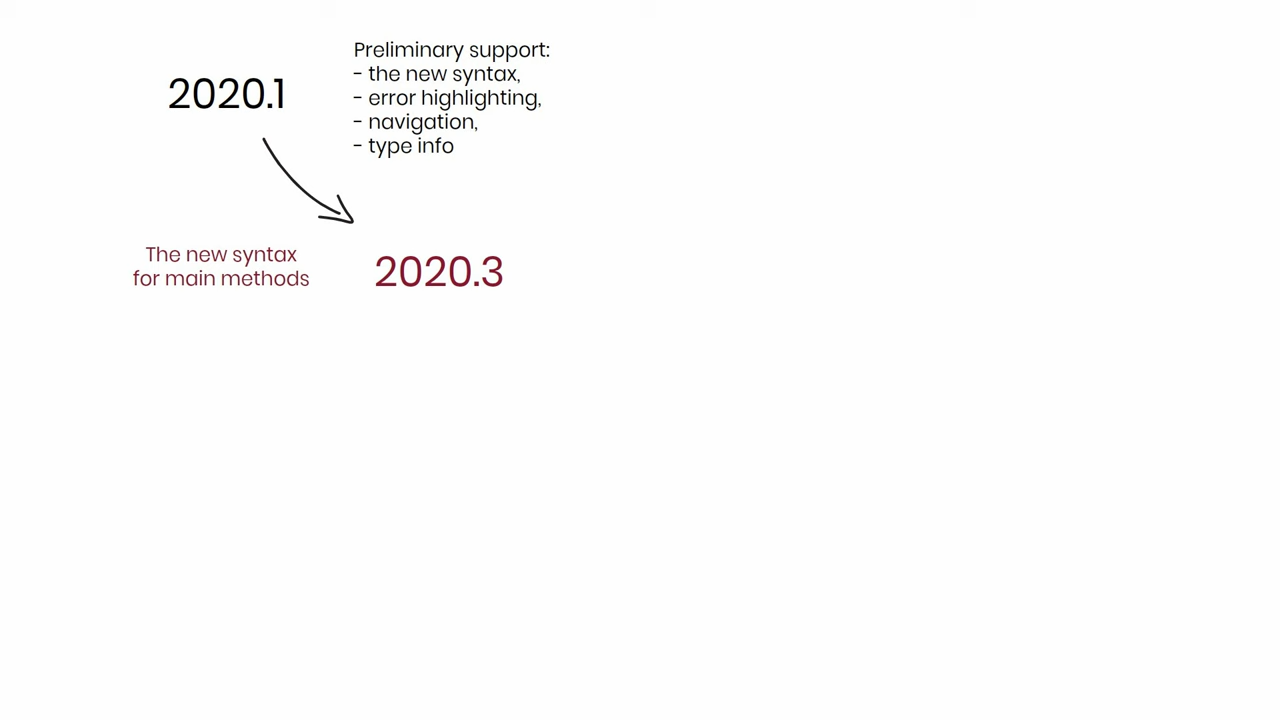 2020.1
Preliminary support:
- the new syntax,
- error highlighting,
- navigation,
- type info
The new syntax
for main methods
2020.3